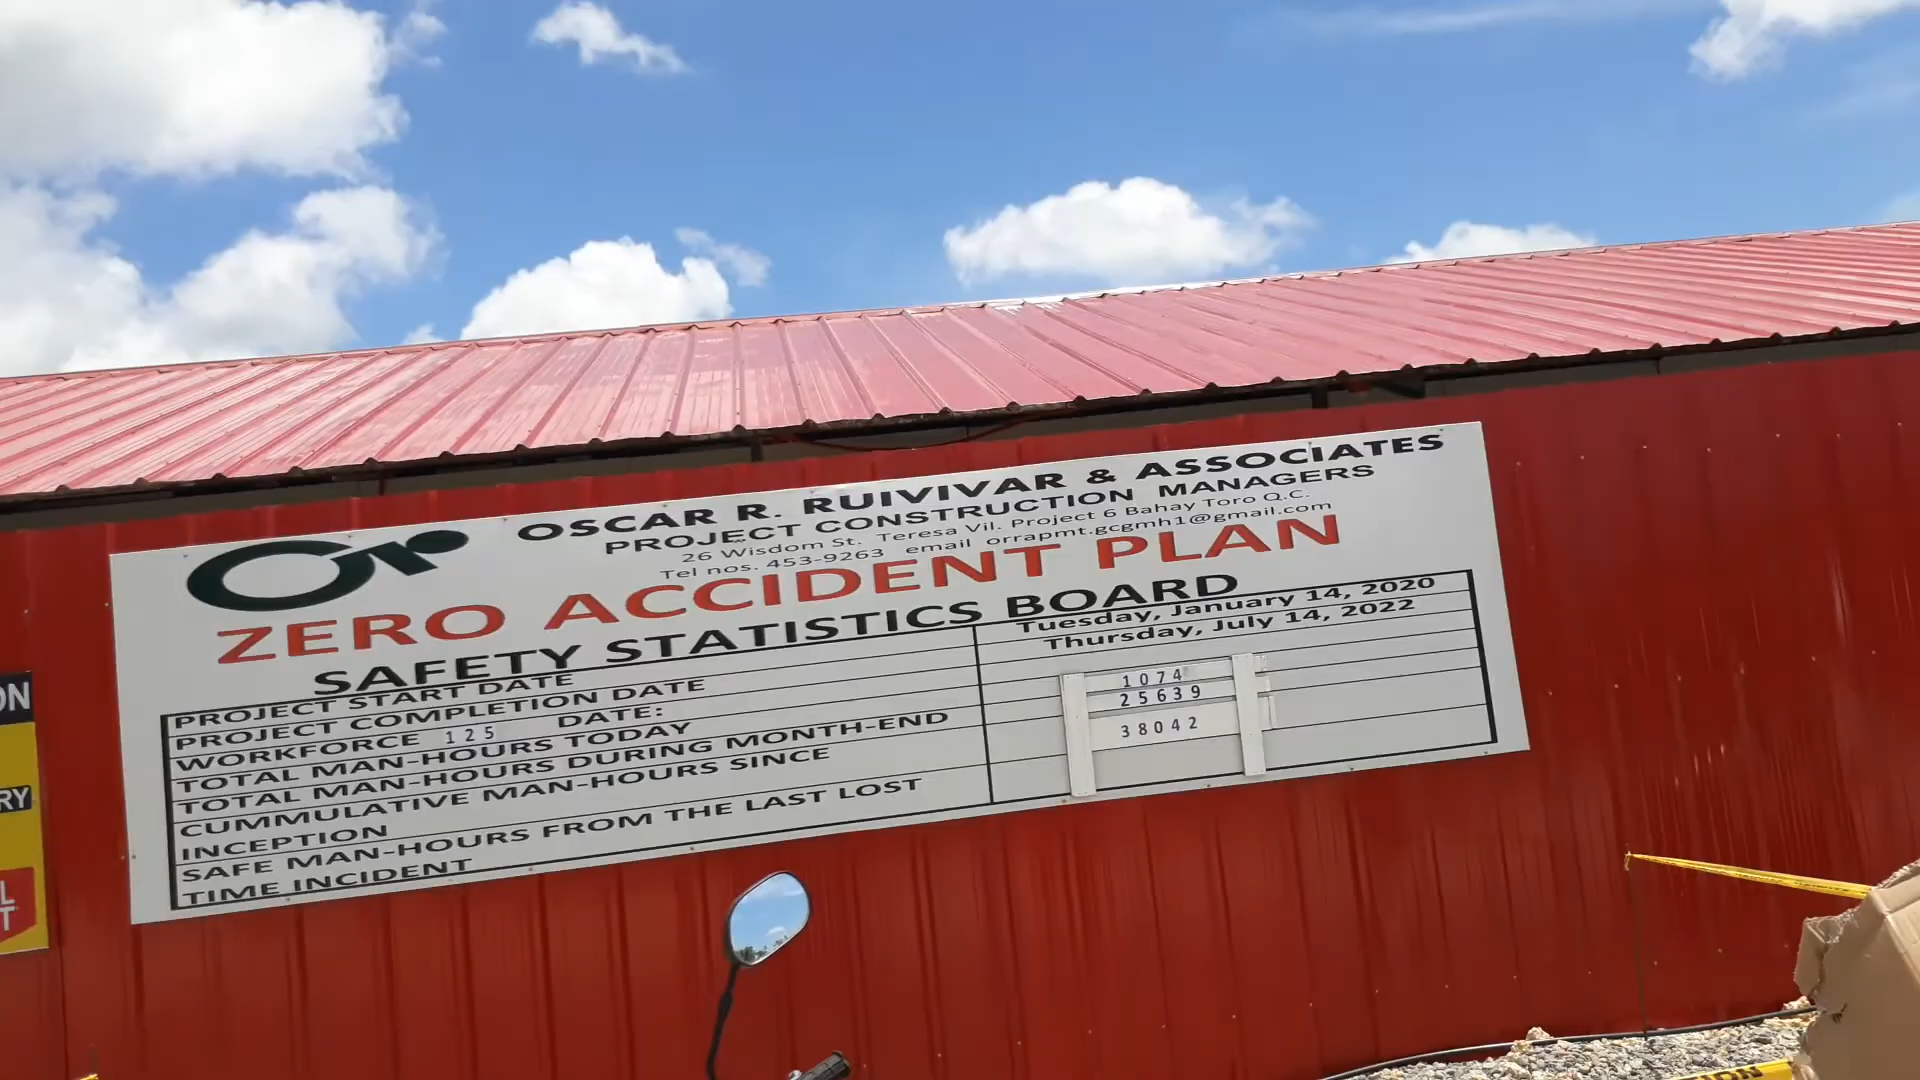 OSCAR R. RUIVIVAR & ASSOCIATES
PROJECT CONSTRUCTION MANAGERS
26 Wisdom St. Teresa Vil. Project 6 Bahay Toro Q.C.
Tel nos. 453-9263 email orrapmt.gcgmh1@gmail.com
Or
ZERO ACCIDENT PLAN
SAFETY STATISTICS BOARD
PROJECT START DATE Tuesday, January 14, 2020
PROJECT COMPLETION DATE Thursday, July 14, 2022
WORKFORCE 125 DATE:
TOTAL MAN-HOURS TODAY 1074
TOTAL MAN-HOURS DURING MONTH-END 25639
CUMMULATIVE MAN-HOURS SINCE
INCEPTION 38042
SAFE MAN-HOURS FROM THE LAST LOST
TIME INCIDENT
ON
RY
L
T